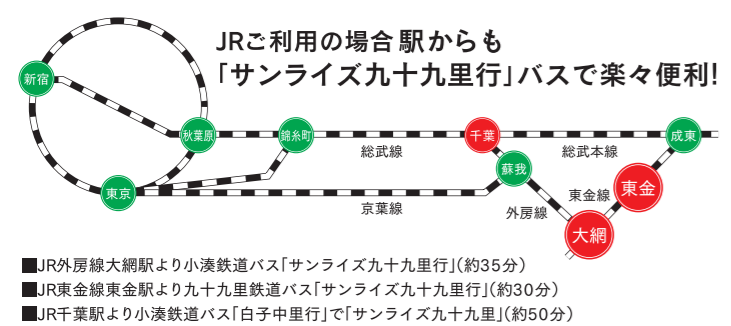 JRご利用の場合駅からも
「サンライズ九十九里行」バスで楽々便利!
新宿
秋葉原
錦糸町
千葉
成東
総武線
総武本線
蘇我
東京
京葉線
外房線
東金線
東金
大網
■JR外房線大網駅より小湊鉄道バス「サンライズ九十九里行」(約35分)
■JR東金線東金駅より九十九里鉄道バス「サンライズ九十九里行」(約30分)
■JR千葉駅より小湊鉄道バス「白子中里行」で「サンライズ九十九里」(約50分)